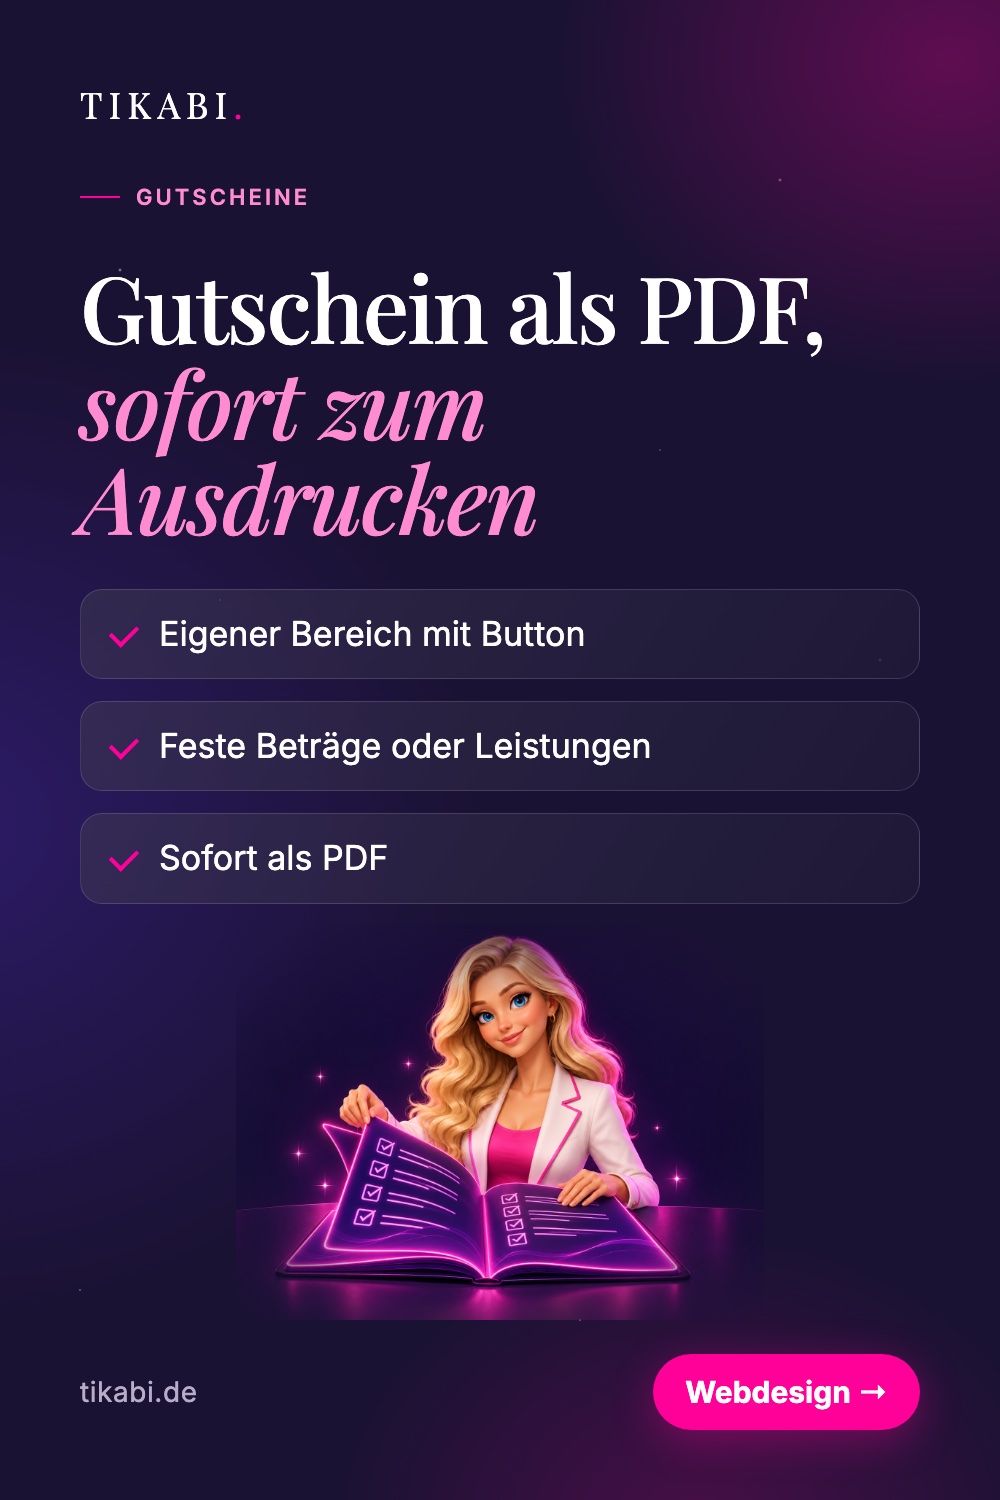 TIKABI.
GUTSCHEINE
Gutschein als PDF,
sofort zum
Ausdrucken
Eigener Bereich mit Button
Feste Beträge oder Leistungen
Sofort als PDF
tikabi.de
Webdesign →